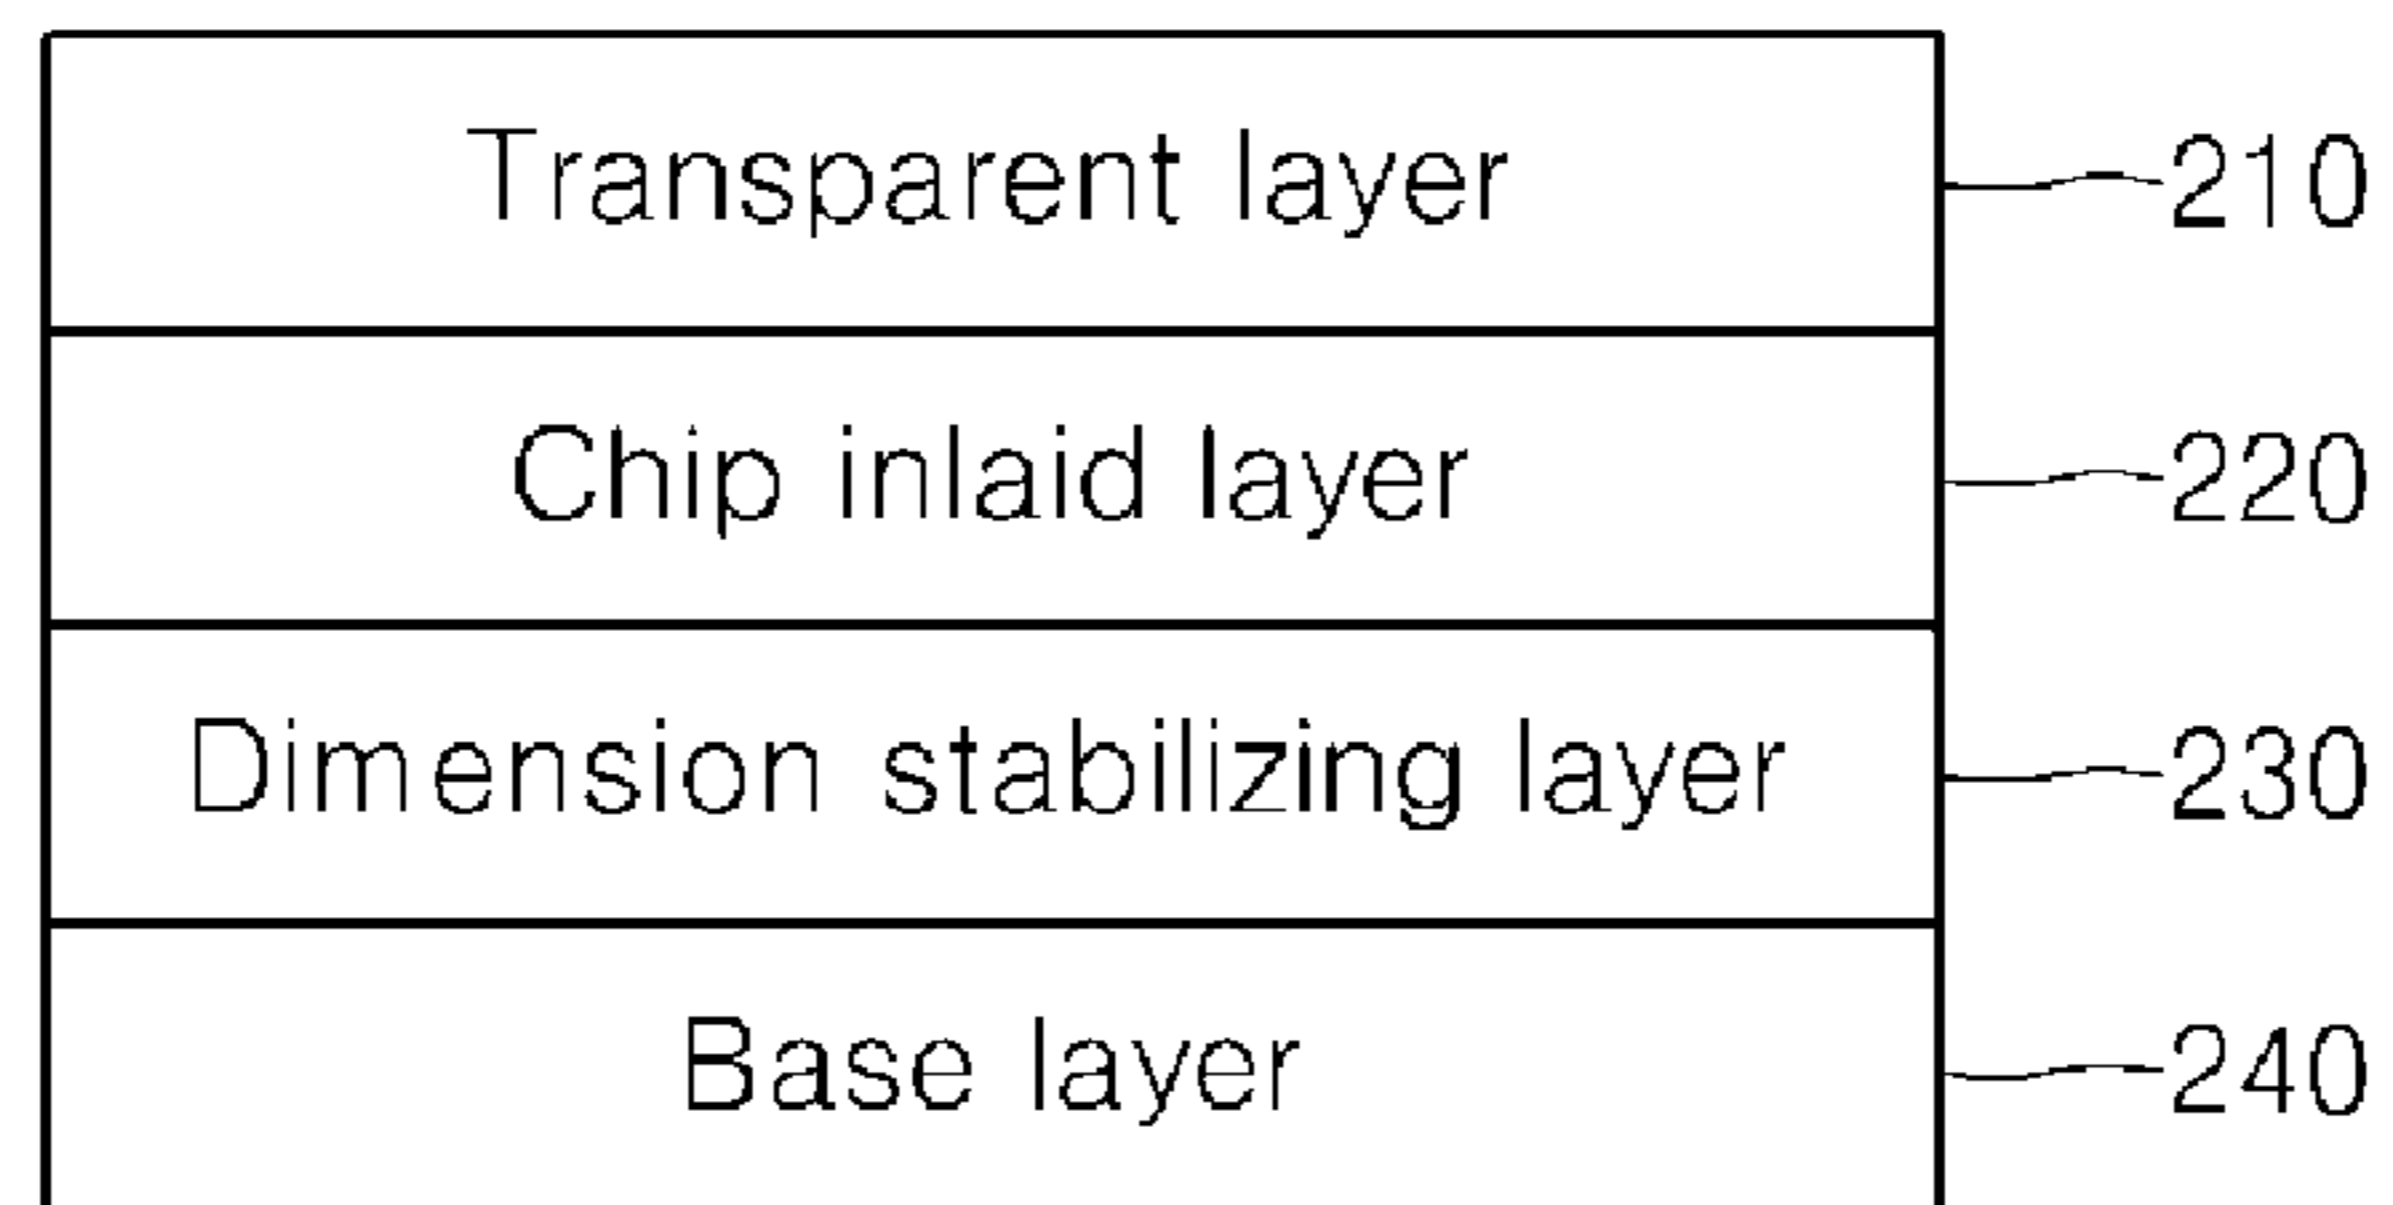 Transparent layer 210
Chip inlaid layer 220
Dimension stabilizing layer 230
Base layer 240